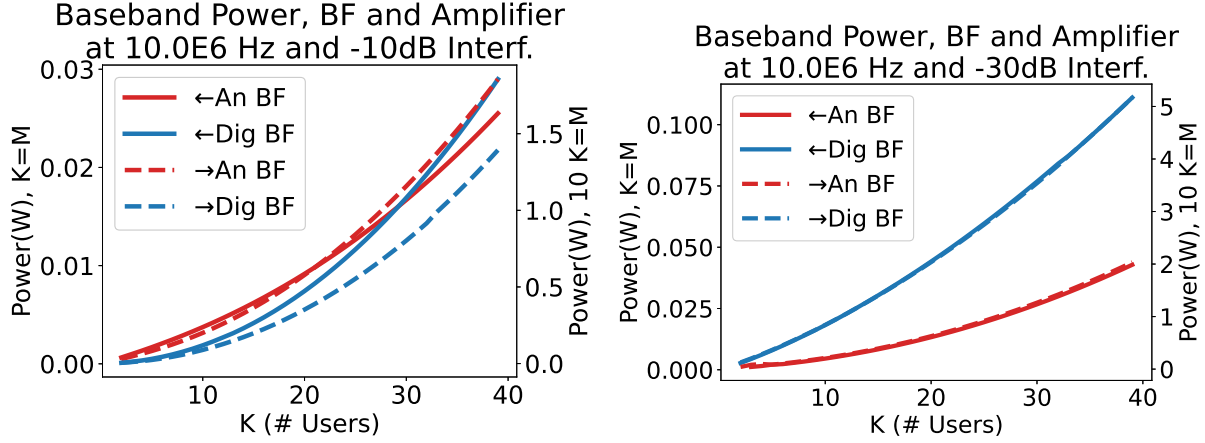 Baseband Power, BF and Amplifier
at 10.0E6 Hz and -10dB Interf.
Power(W), K=M
0.03
0.02
0.01
0.00
←An BF
←Dig BF
→An BF
→Dig BF
1.5
1.0
0.5
0.0
Power(W), 10 K=M
10
20
30
40
K (# Users)
Baseband Power, BF and Amplifier
at 10.0E6 Hz and -30dB Interf.
Power(W), K=M
0.100
0.075
0.050
0.025
0.000
←An BF
←Dig BF
→An BF
→Dig BF
5
4
3
2
1
0
Power(W), 10 K=M
10
20
30
40
K (# Users)